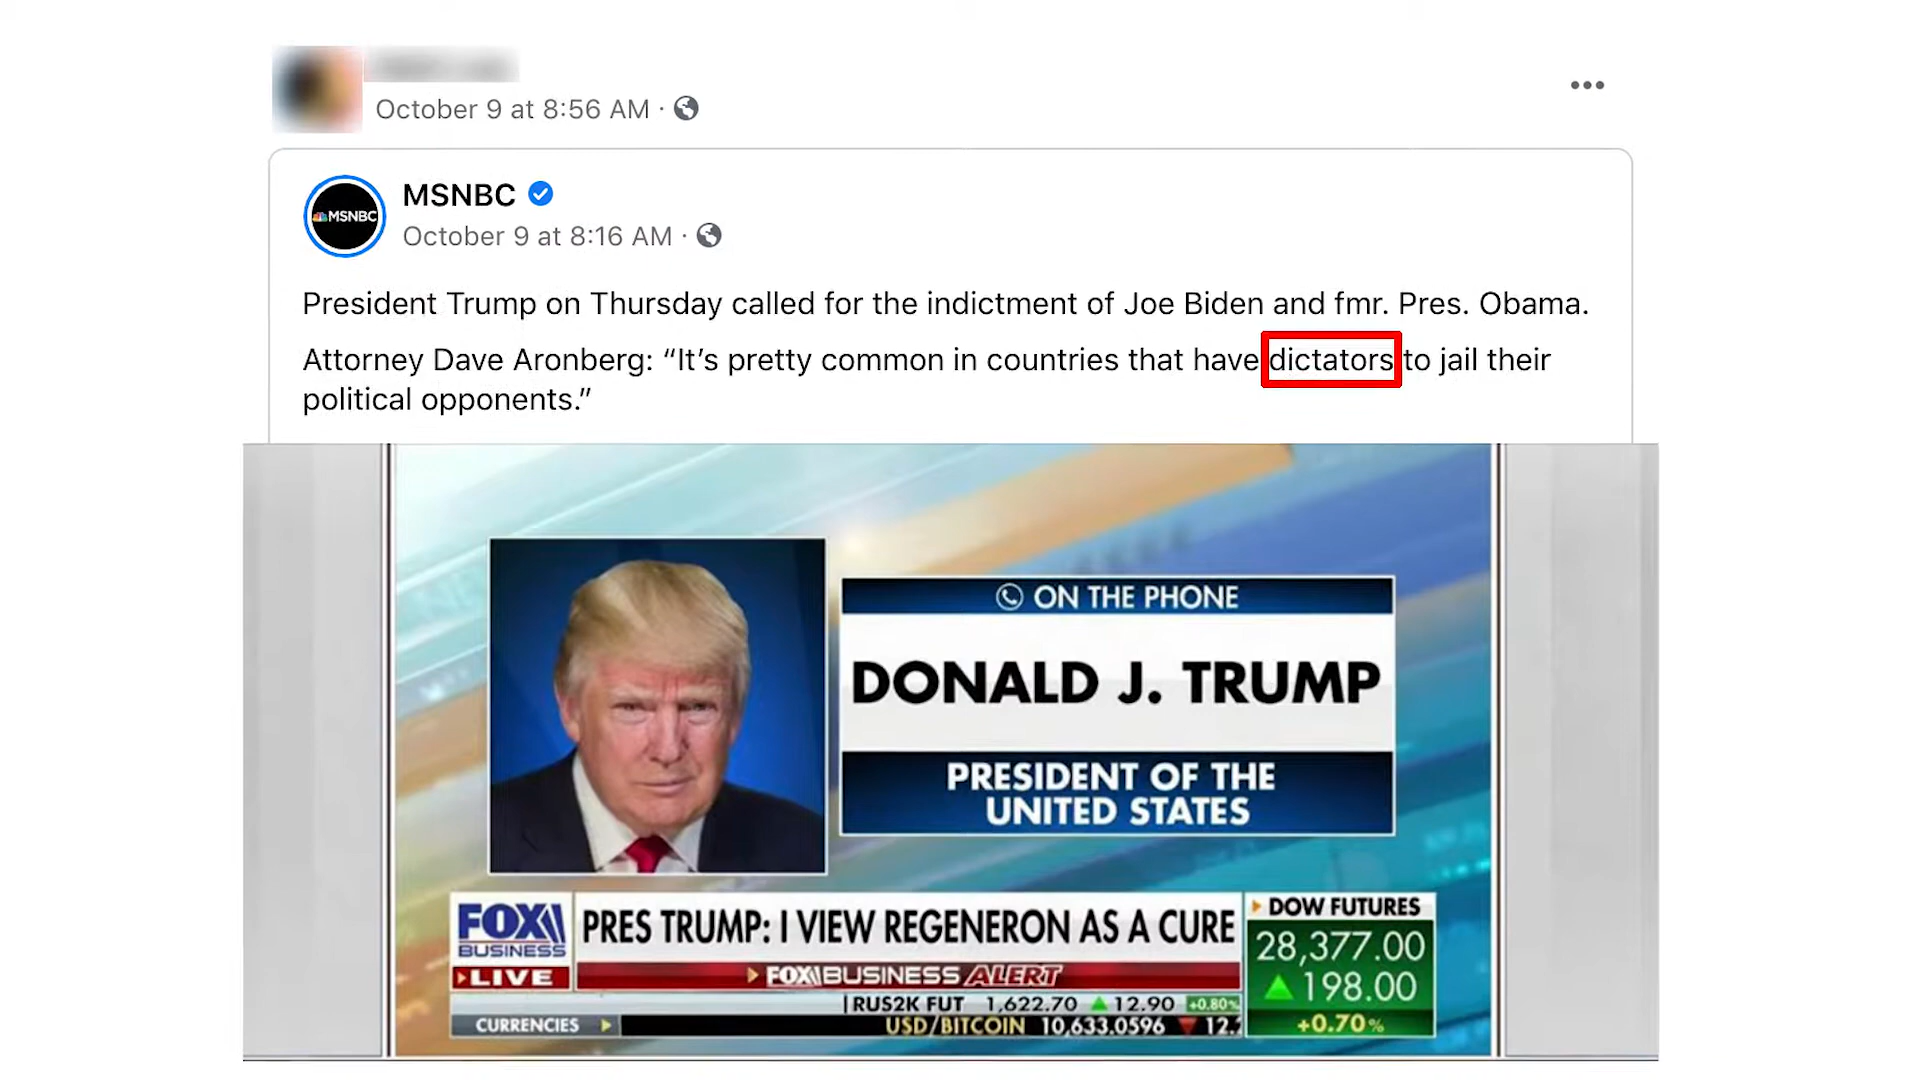 October 9 at 8:56 AM ·
MSNBC
MSNBC
October 9 at 8:16 AM ·
President Trump on Thursday called for the indictment of Joe Biden and fmr. Pres. Obama.
Attorney Dave Aronberg: “It’s pretty common in countries that have dictators to jail their
political opponents.”
ON THE PHONE
DONALD J. TRUMP
PRESIDENT OF THE
UNITED STATES
FOX
BUSINESS
LIVE
PRES TRUMP: I VIEW REGENERON AS A CURE
FOX BUSINESS ALERT
DOW FUTURES
28,377.00
198.00
+0.70%
RUS2K FUT 1,622.70 12.90 +0.80%
CURRENCIES
USD/BITCOIN 10,633.0596 12.